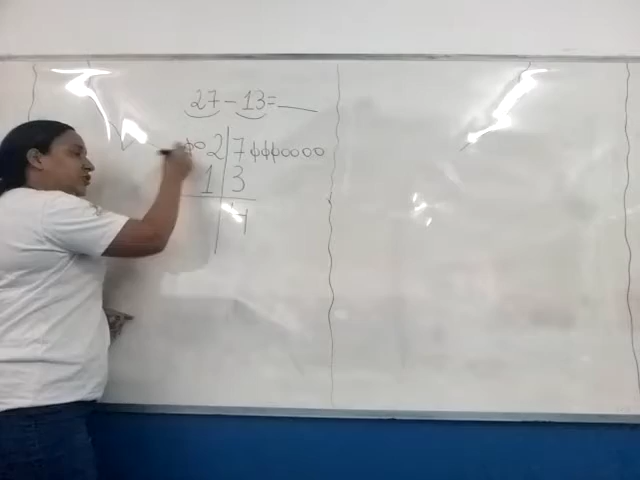 27 - 13 = ____
2 7
1 3
4